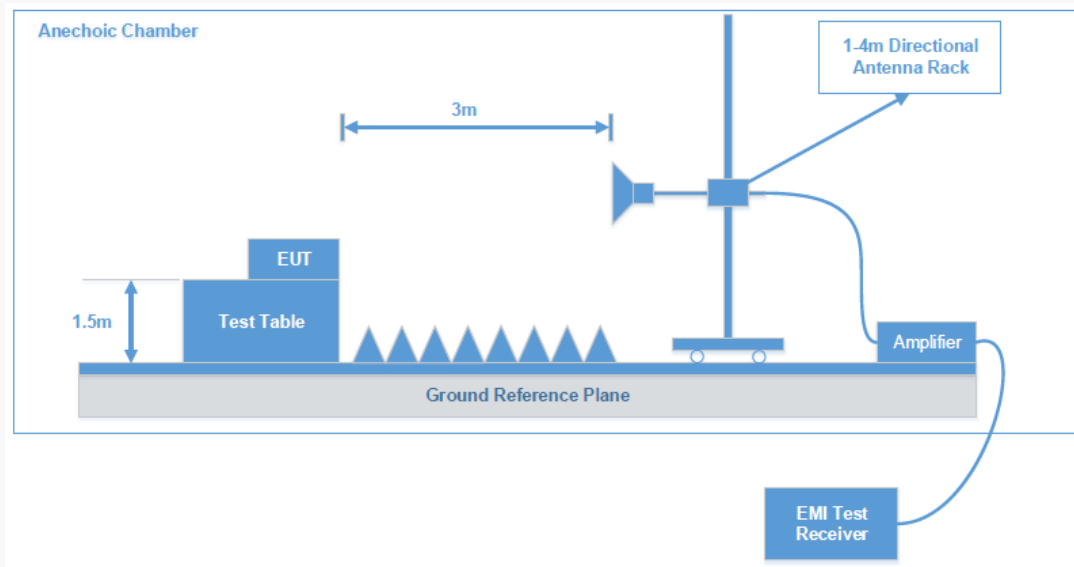 Anechoic Chamber
1-4m Directional
Antenna Rack
3m
EUT
1.5m
Test Table
Amplifier
Ground Reference Plane
EMI Test
Receiver